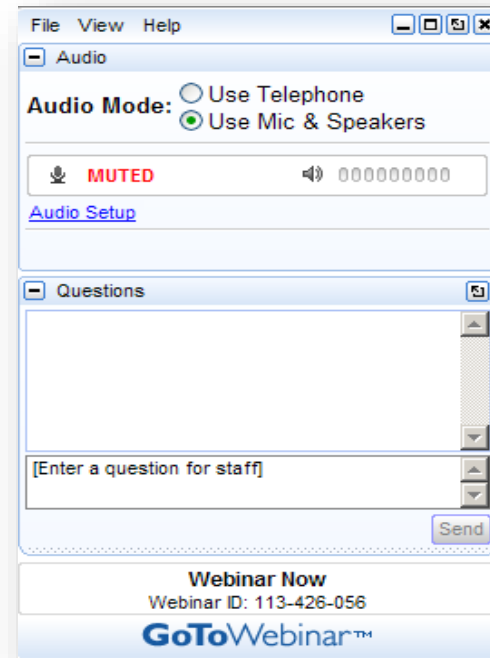 File View Help
Audio
Audio Mode: Use Telephone
Use Mic & Speakers
MUTED 000000000
Audio Setup
Questions
[Enter a question for staff]
Send
Webinar Now
Webinar ID: 113-426-056
GoToWebinar™